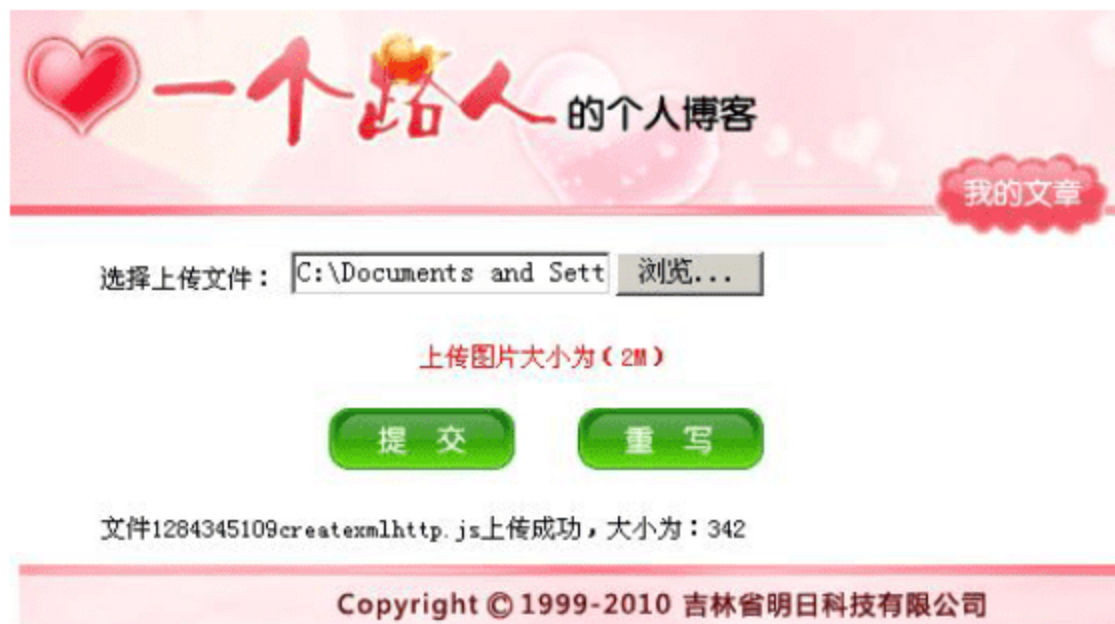 一个路人的个人博客
我的文章
选择上传文件： C:\Documents and Sett 浏览...
上传图片大小为(2M)
提 交 重 写
文件1284345109createxmlhttp.js上传成功，大小为：342
Copyright © 1999-2010 吉林省明日科技有限公司